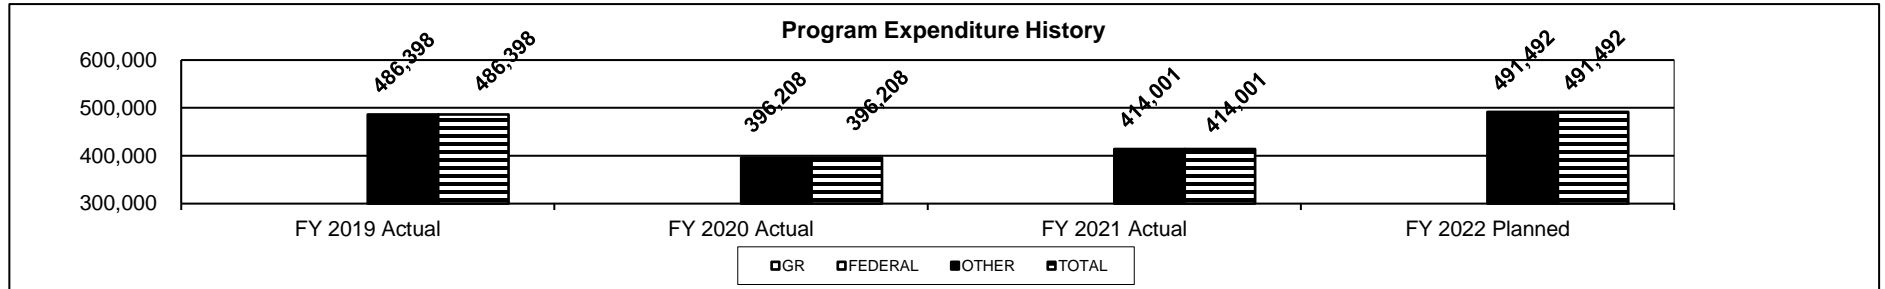 Program Expenditure History
486,398 486,398 396,208 396,208 414,001 414,001 491,492 491,492
600,000
500,000
400,000
300,000
FY 2019 Actual FY 2020 Actual FY 2021 Actual FY 2022 Planned
GR FEDERAL OTHER TOTAL